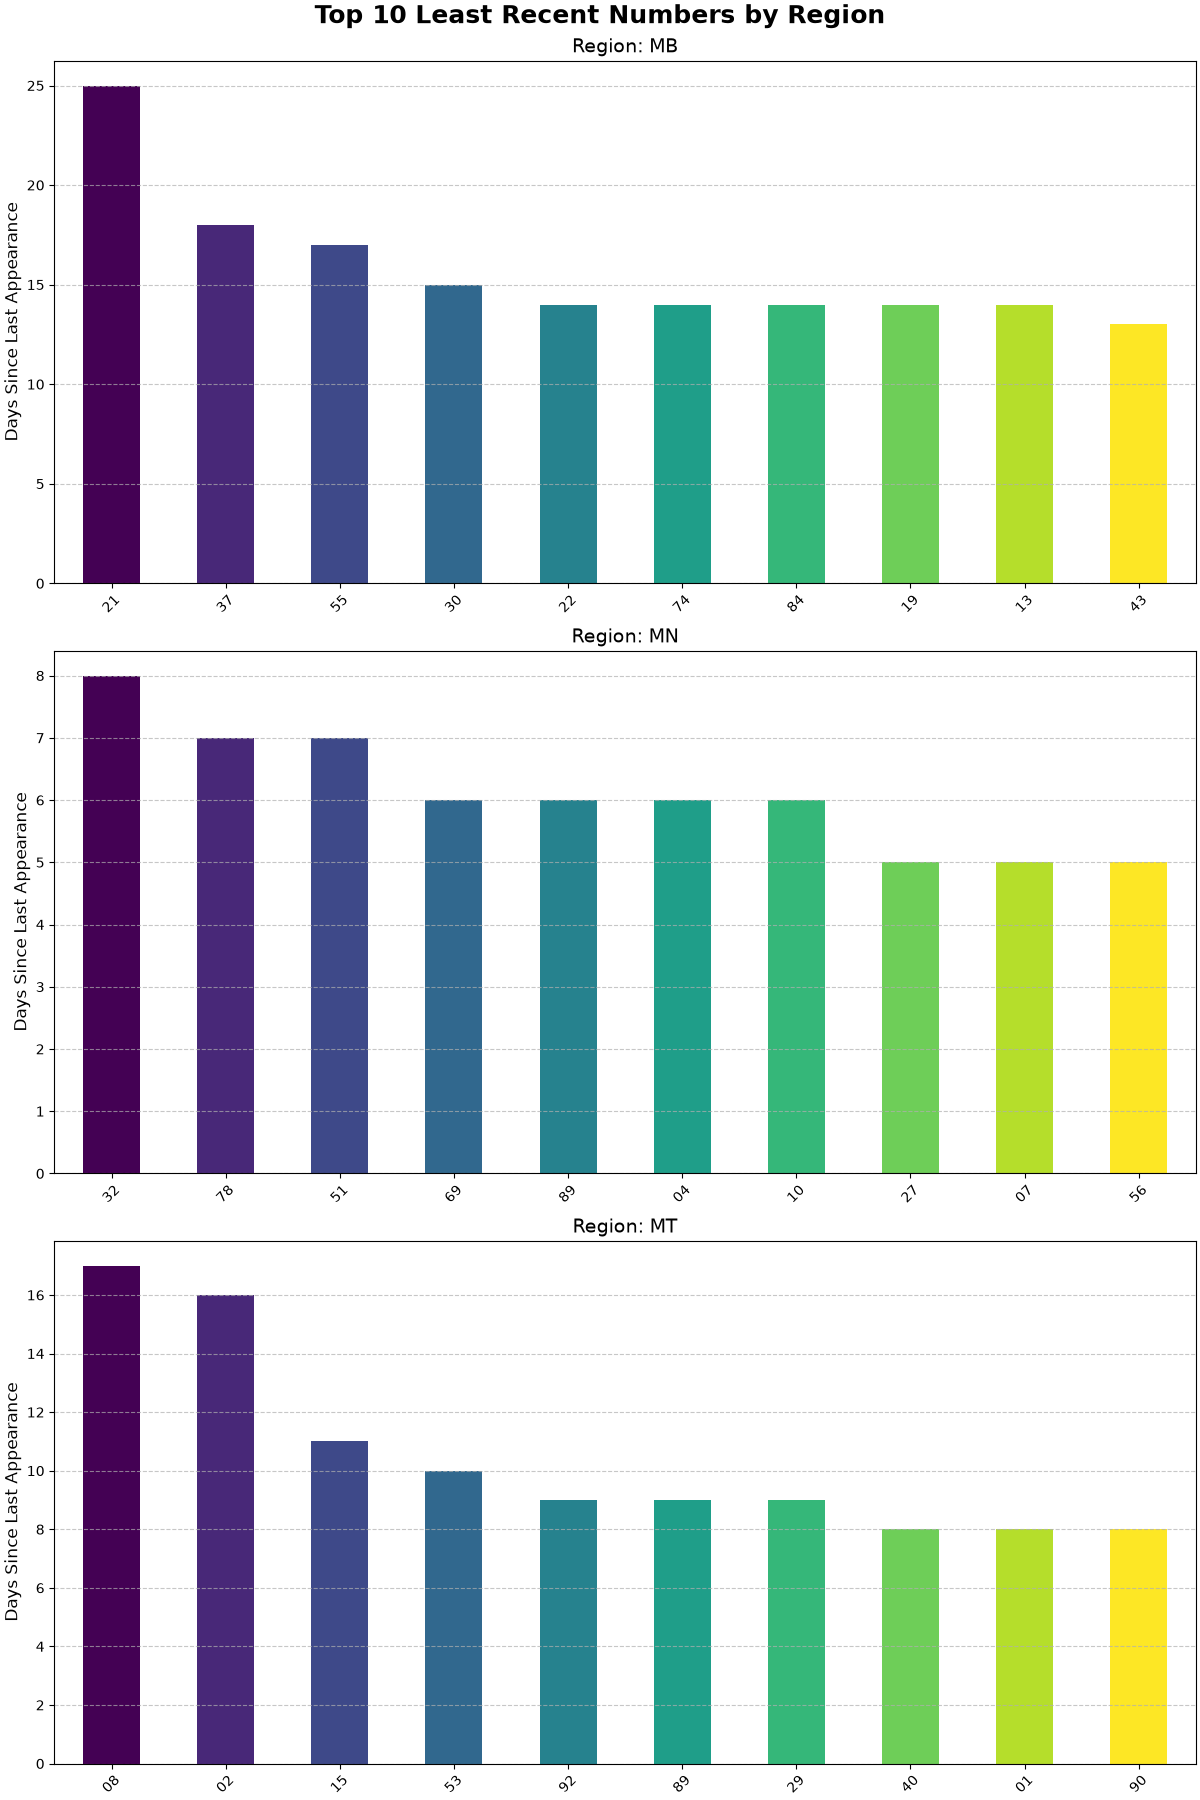 Top 10 Least Recent Numbers by Region
Region: MB
Days Since Last Appearance
25
20
15
10
5
0
21 37 55 30 22 74 84 19 13 43
Region: MN
Days Since Last Appearance
8
7
6
5
4
3
2
1
0
32 78 51 69 89 04 10 27 07 56
Region: MT
Days Since Last Appearance
16
14
12
10
8
6
4
2
0
08 02 15 53 92 89 29 40 01 90